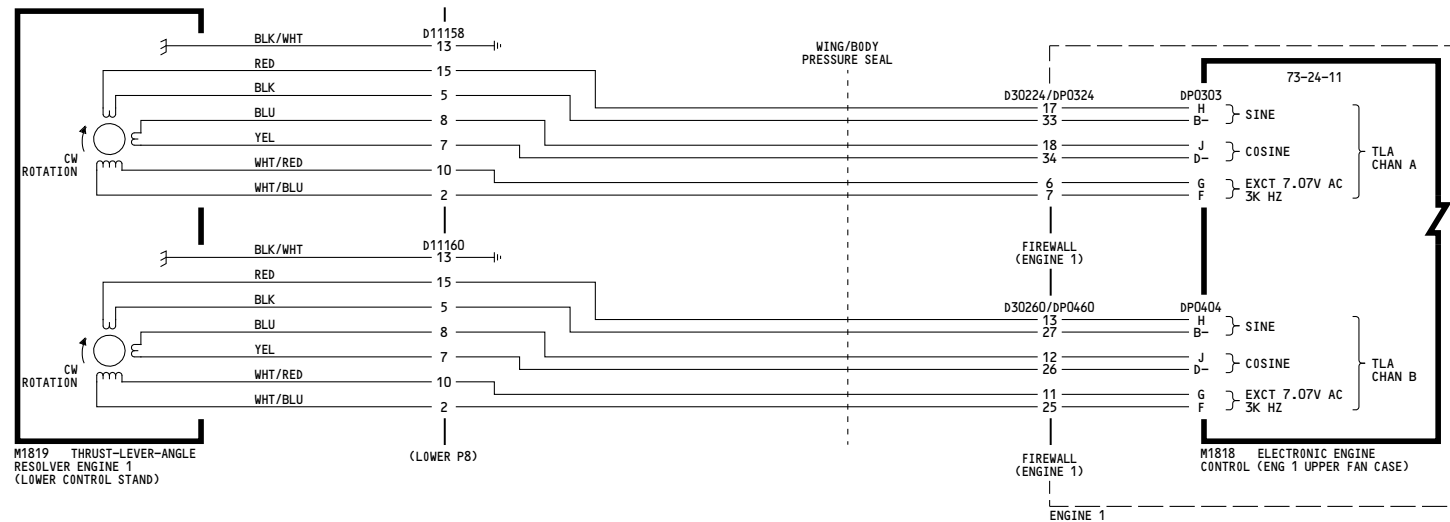 D11158
BLK/WHT 13
RED 15
BLK 5
BLU 8
YEL 7
WHT/RED 10
WHT/BLU 2
CW
ROTATION
WING/BODY
PRESSURE SEAL
D30224/DP0324 DP0303
73-24-11
17 H
33 B-
SINE
18 J
34 D-
COSINE
6 G
7 F
EXCT 7.07V AC
3K HZ
TLA
CHAN A
FIREWALL
(ENGINE 1)
D11160
BLK/WHT 13
RED 15
BLK 5
BLU 8
YEL 7
WHT/RED 10
WHT/BLU 2
CW
ROTATION
D30260/DP0460 DP0404
13 H
27 B-
SINE
12 J
26 D-
COSINE
11 G
25 F
EXCT 7.07V AC
3K HZ
TLA
CHAN B
M1819 THRUST-LEVER-ANGLE
RESOLVER ENGINE 1
(LOWER CONTROL STAND)
(LOWER P8)
FIREWALL
(ENGINE 1)
M1818 ELECTRONIC ENGINE
CONTROL (ENG 1 UPPER FAN CASE)
ENGINE 1